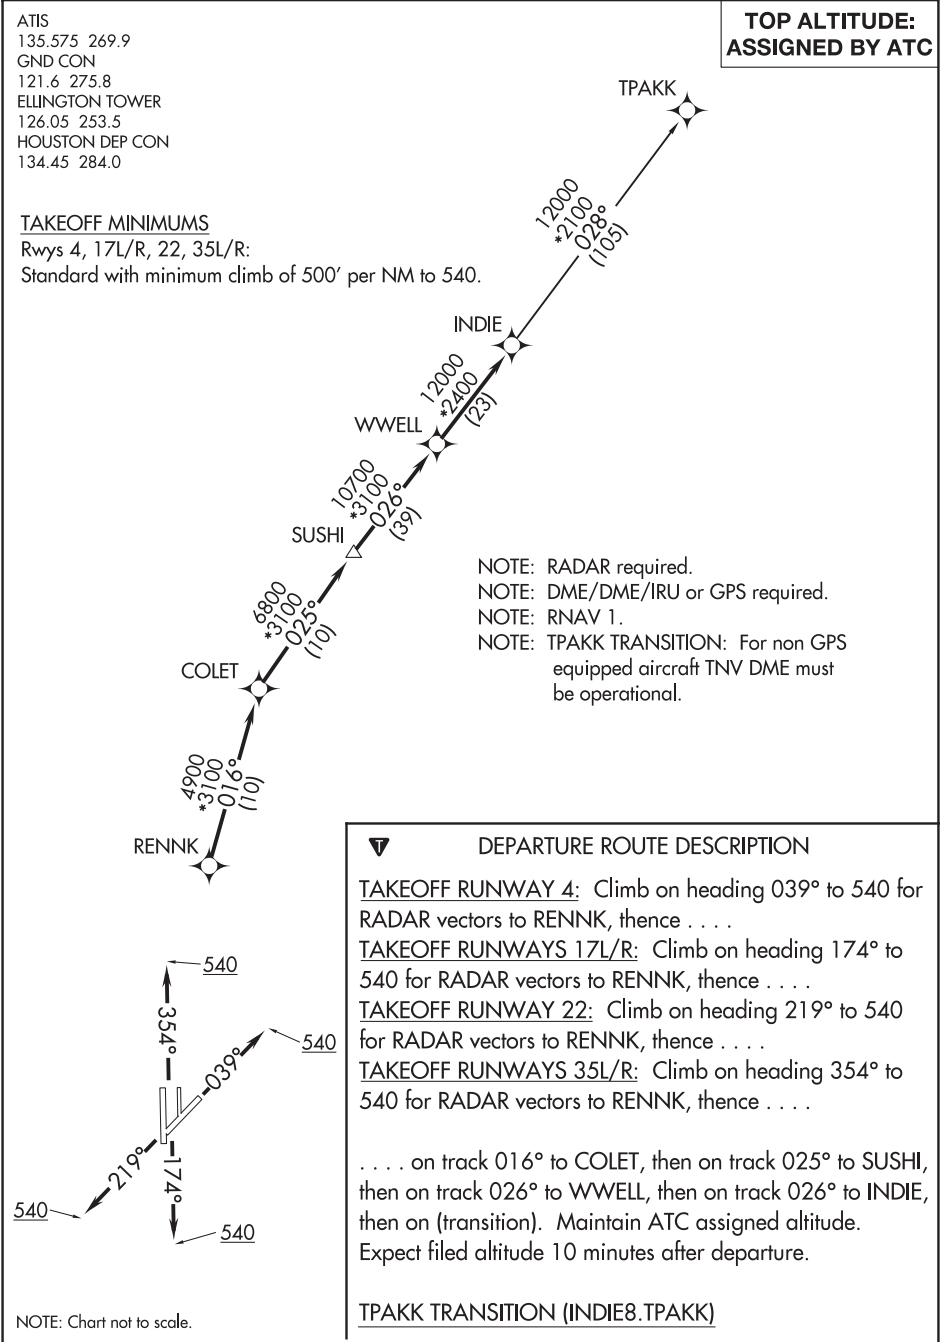 ATIS
135.575 269.9
GND CON
121.6 275.8
ELLINGTON TOWER
126.05 253.5
HOUSTON DEP CON
134.45 284.0
TOP ALTITUDE:
ASSIGNED BY ATC
TAKEOFF MINIMUMS
Rwys 4, 17L/R, 22, 35L/R:
Standard with minimum climb of 500' per NM to 540.
TPAKK
12000
*2100
028°
(105)
INDIE
12000
*2400
(23)
WWELL
10700
*3100
026°
(39)
SUSHI
6800
*3100
025°
(10)
COLET
4900
*3100
016°
(10)
RENNK
NOTE: RADAR required.
NOTE: DME/DME/IRU or GPS required.
NOTE: RNAV 1.
NOTE: TPAKK TRANSITION: For non GPS
equipped aircraft TNV DME must
be operational.
540
354°
039°
540
219°
174°
540
540
NOTE: Chart not to scale.
T
DEPARTURE ROUTE DESCRIPTION
TAKEOFF RUNWAY 4: Climb on heading 039° to 540 for
RADAR vectors to RENNK, thence . . . .
TAKEOFF RUNWAYS 17L/R: Climb on heading 174° to
540 for RADAR vectors to RENNK, thence . . . .
TAKEOFF RUNWAY 22: Climb on heading 219° to 540
for RADAR vectors to RENNK, thence . . . .
TAKEOFF RUNWAYS 35L/R: Climb on heading 354° to
540 for RADAR vectors to RENNK, thence . . . .
. . . . on track 016° to COLET, then on track 025° to SUSHI,
then on track 026° to WWELL, then on track 026° to INDIE,
then on (transition). Maintain ATC assigned altitude.
Expect filed altitude 10 minutes after departure.
TPAKK TRANSITION (INDIE8.TPAKK)